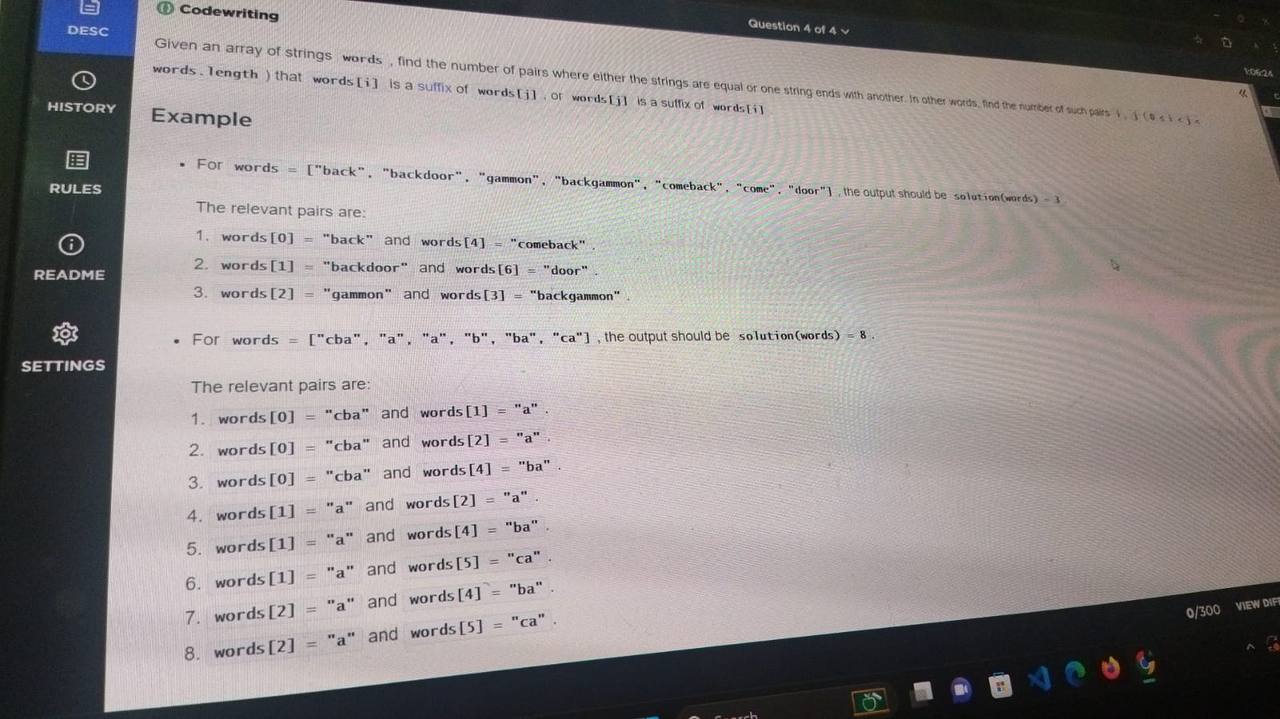 DESC
HISTORY
RULES
README
SETTINGS
Codewriting
Question 4 of 4
1:06:24
Given an array of strings words , find the number of pairs where either the strings are equal or one string ends with another. In other words, find the number of such pairs i, j ( 0 ≤ i < j <
words.length ) that words[i] is a suffix of words[j] , or words[j] is a suffix of words[i]
Example
• For words = ["back", "backdoor", "gammon", "backgammon", "comeback", "come", "door"] , the output should be solution(words) = 3
The relevant pairs are:
1. words[0] = "back" and words[4] = "comeback" .
2. words[1] = "backdoor" and words[6] = "door" .
3. words[2] = "gammon" and words[3] = "backgammon" .
• For words = ["cba", "a", "a", "b", "ba", "ca"] , the output should be solution(words) = 8 .
The relevant pairs are:
1. words[0] = "cba" and words[1] = "a" .
2. words[0] = "cba" and words[2] = "a" .
3. words[0] = "cba" and words[4] = "ba" .
4. words[1] = "a" and words[2] = "a" .
5. words[1] = "a" and words[4] = "ba" .
6. words[1] = "a" and words[5] = "ca" .
7. words[2] = "a" and words[4] = "ba" .
8. words[2] = "a" and words[5] = "ca" .
0/300 VIEW DIFF
Search